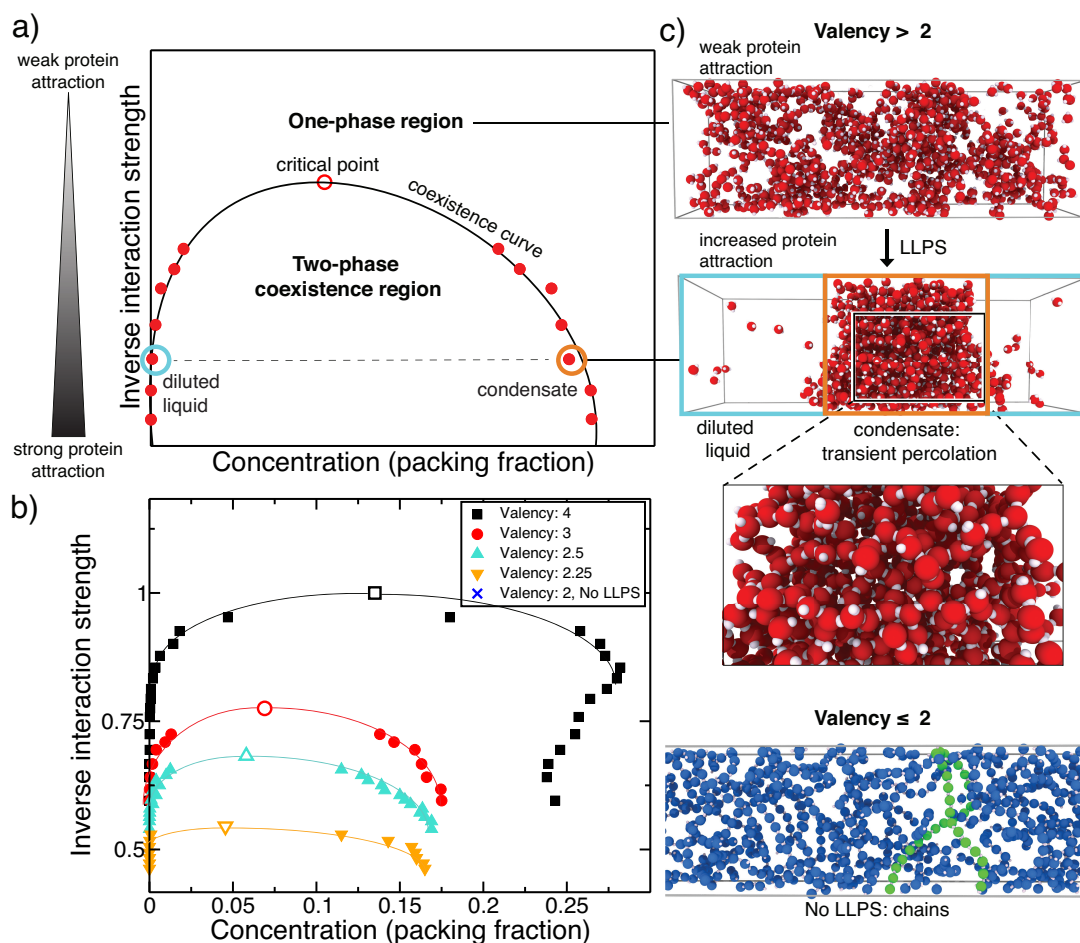 a)
weak protein
attraction
strong protein
attraction
Inverse interaction strength
One-phase region
critical point
coexistence curve
Two-phase
coexistence region
diluted
liquid
condensate
Concentration (packing fraction)
b)
Inverse interaction strength
1
0.75
0.5
Valency: 4
Valency: 3
Valency: 2.5
Valency: 2.25
Valency: 2, No LLPS
0
0.05
0.1
0.15
0.2
0.25
Concentration (packing fraction)
c)
Valency > 2
weak protein
attraction
increased protein
attraction
LLPS
diluted
liquid
condensate:
transient percolation
Valency ≤ 2
No LLPS: chains